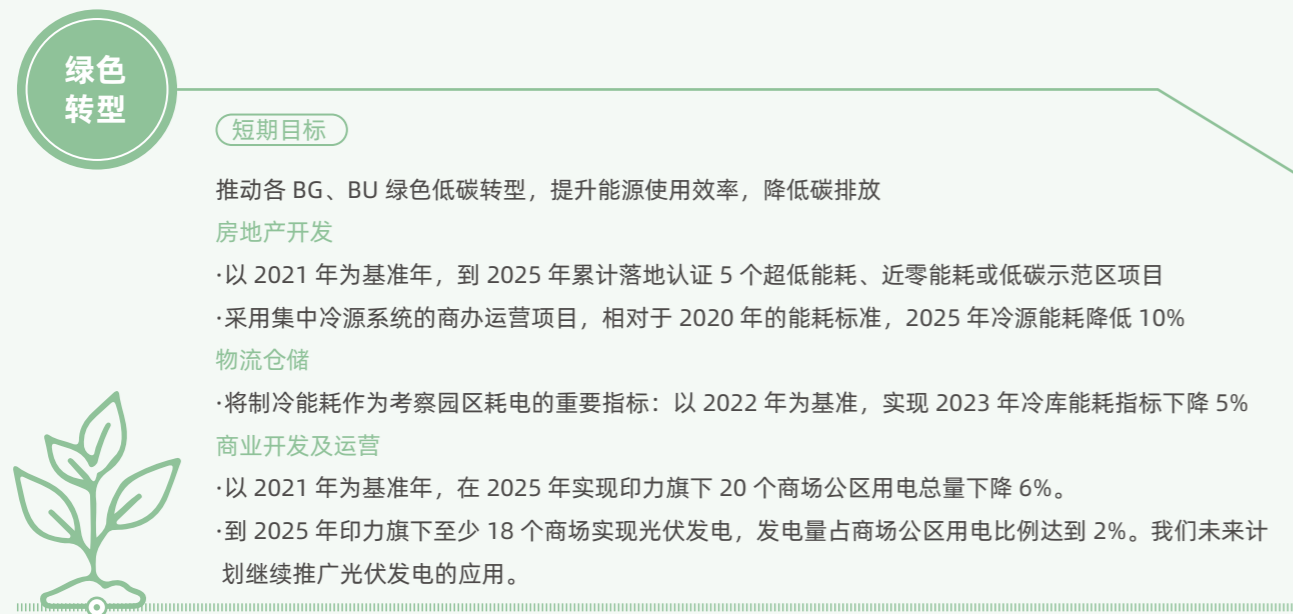 绿色
转型
短期目标
推动各 BG、BU 绿色低碳转型，提升能源使用效率，降低碳排放
房地产开发
·以 2021 年为基准年，到 2025 年累计落地认证 5 个超低能耗、近零能耗或低碳示范区项目
·采用集中冷源系统的商办运营项目，相对于 2020 年的能耗标准，2025 年冷源能耗降低 10%
物流仓储
·将制冷能耗作为考察园区耗电的重要指标：以 2022 年为基准，实现 2023 年冷库能耗指标下降 5%
商业开发及运营
·以 2021 年为基准年，在 2025 年实现印力旗下 20 个商场公区用电总量下降 6%。
·到 2025 年印力旗下至少 18 个商场实现光伏发电，发电量占商场公区用电比例达到 2%。我们未来计
划继续推广光伏发电的应用。